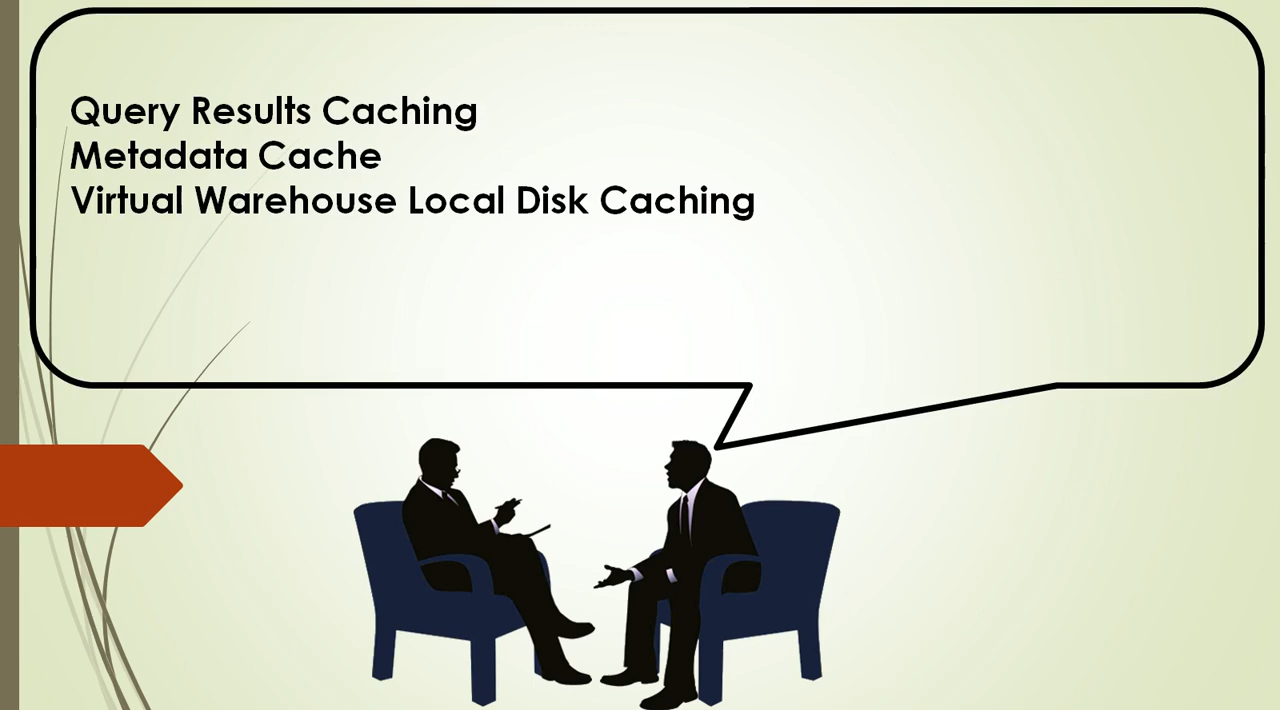 Query Results Caching
Metadata Cache
Virtual Warehouse Local Disk Caching